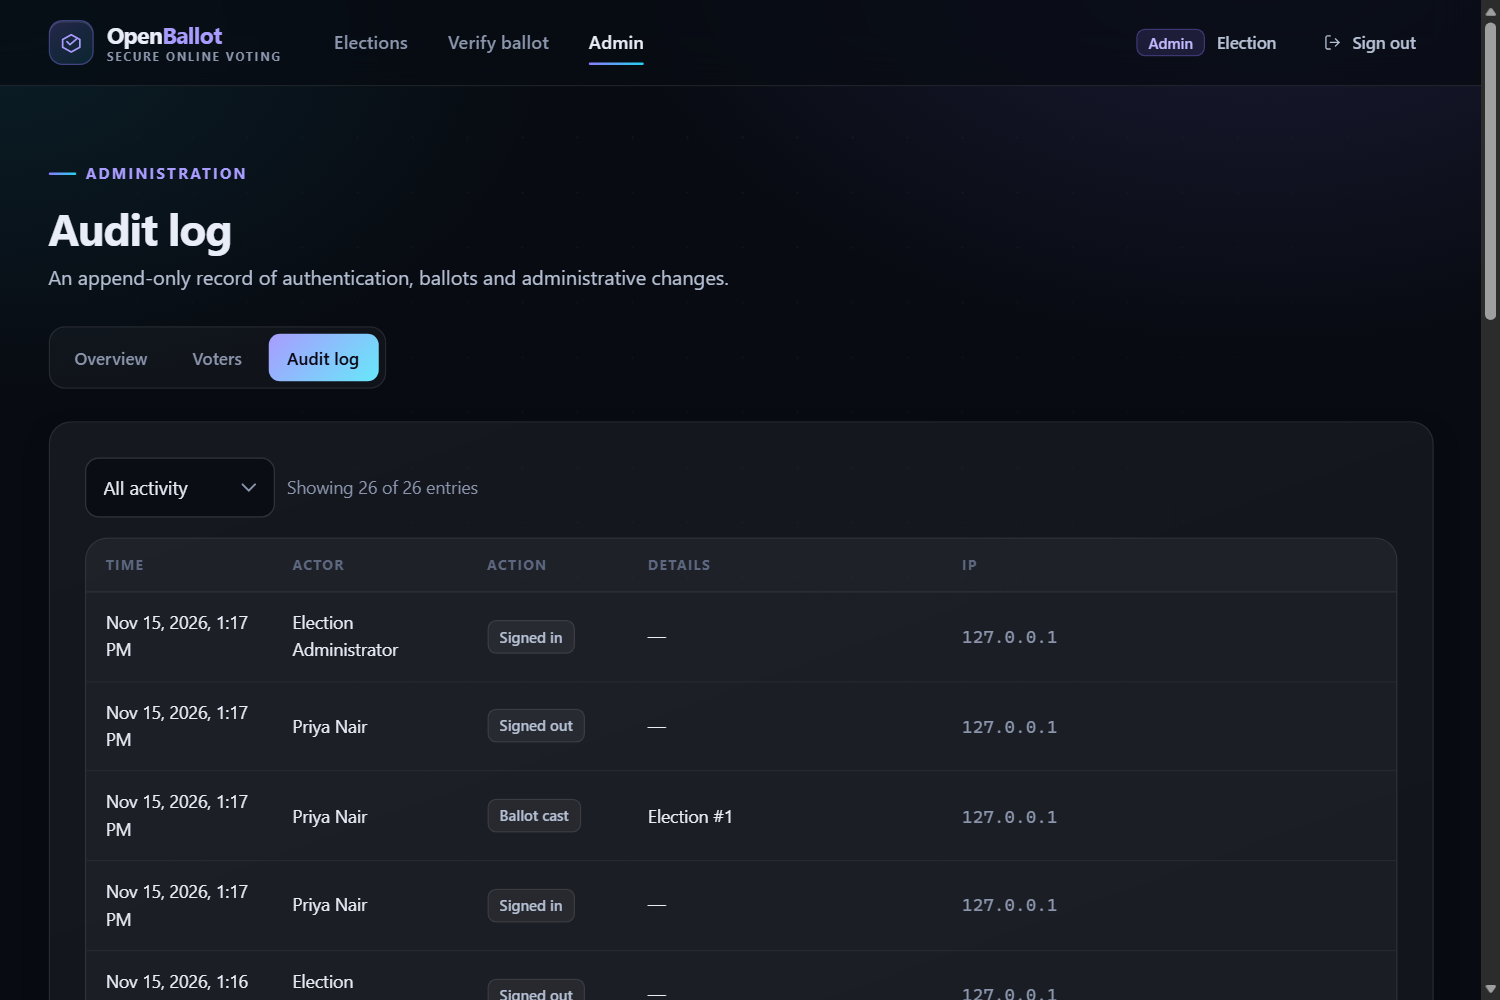 OpenBallot
SECURE ONLINE VOTING
Elections
Verify ballot
Admin
Admin
Election
Sign out
ADMINISTRATION
Audit log
An append-only record of authentication, ballots and administrative changes.
Overview
Voters
Audit log
All activity
Showing 26 of 26 entries
TIME ACTOR ACTION DETAILS IP
Nov 15, 2026, 1:17
PM
Election
Administrator
Signed in
—
127.0.0.1
Nov 15, 2026, 1:17
PM
Priya Nair
Signed out
—
127.0.0.1
Nov 15, 2026, 1:17
PM
Priya Nair
Ballot cast
Election #1
127.0.0.1
Nov 15, 2026, 1:17
PM
Priya Nair
Signed in
—
127.0.0.1
Nov 15, 2026, 1:16
Election
Signed out
—
127.0.0.1